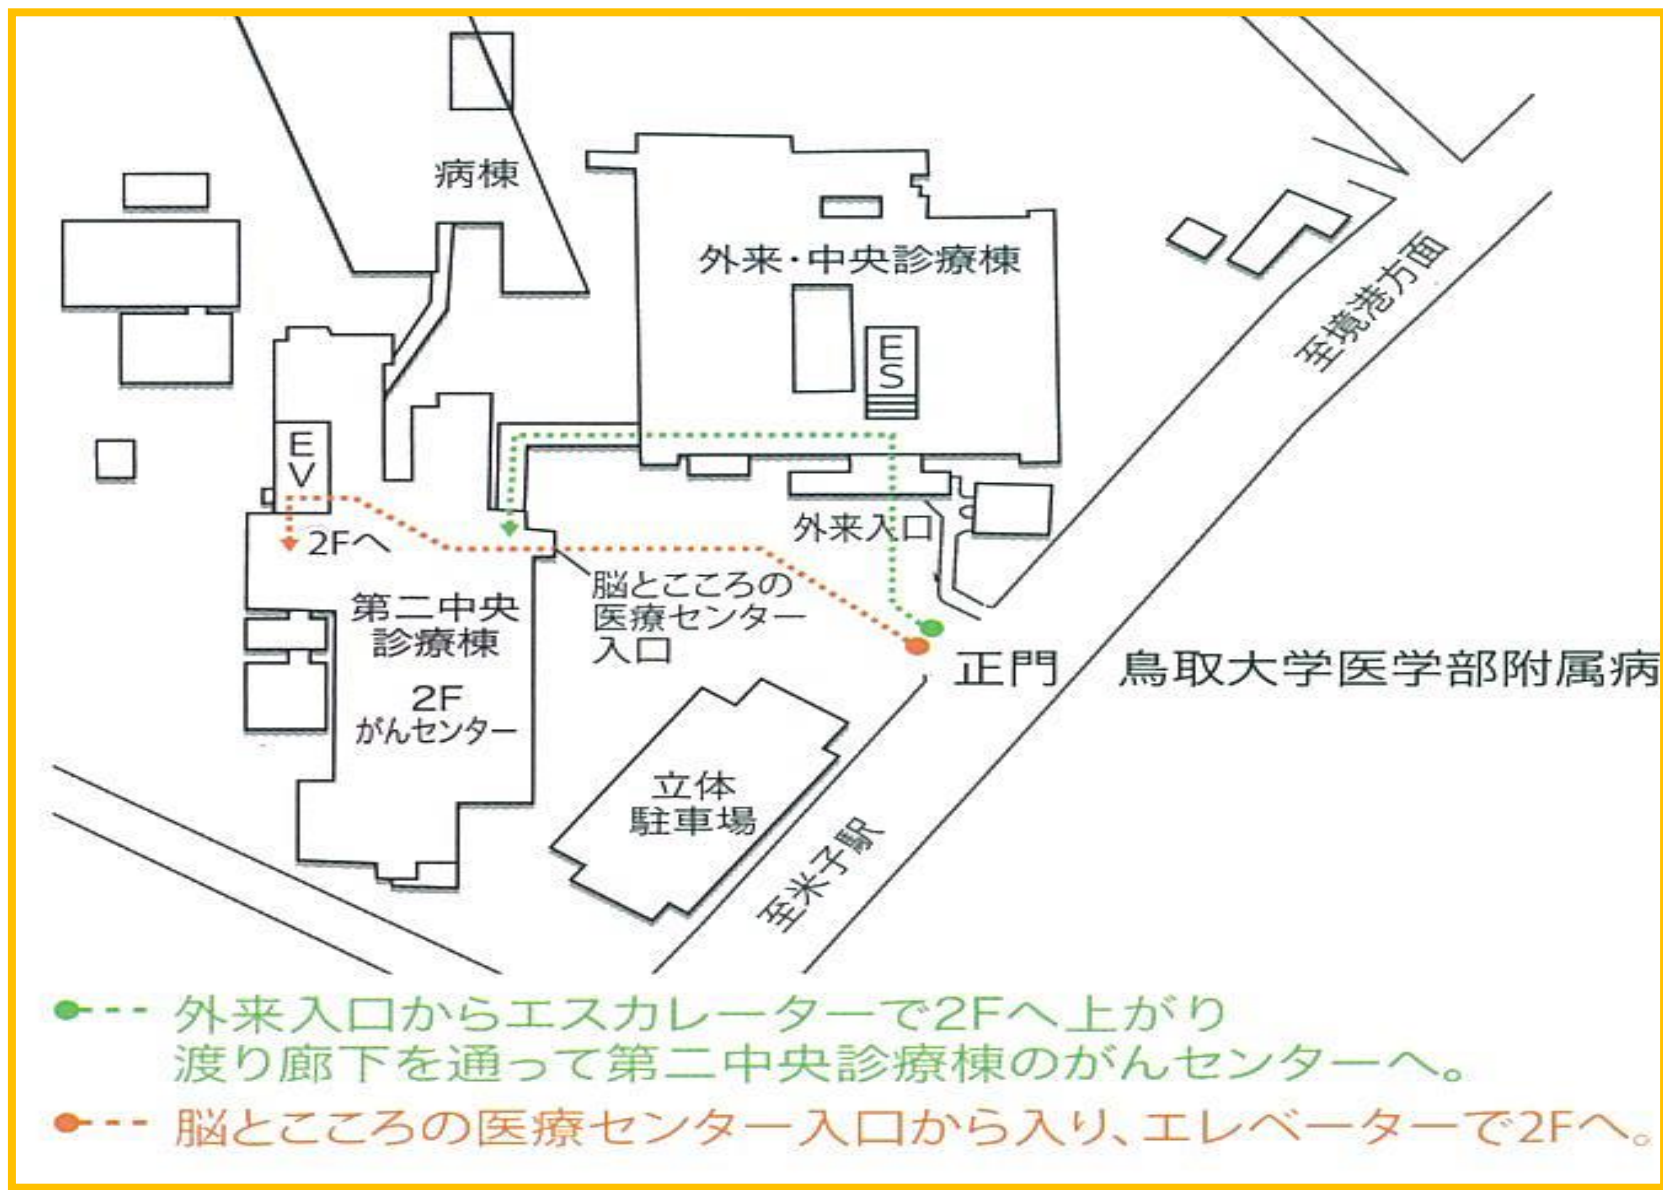 病棟
外来・中央診療棟
ES
至境港方面
EV
外来入口
2Fへ
脳とこころの
医療センター
入口
第二中央
診療棟
2F
がんセンター
正門
鳥取大学医学部附属病
立体
駐車場
至米子駅
外来入口からエスカレーターで2Fへ上がり
渡り廊下を通って第二中央診療棟のがんセンターへ。
脳とこころの医療センター入口から入り、エレベーターで2Fへ。